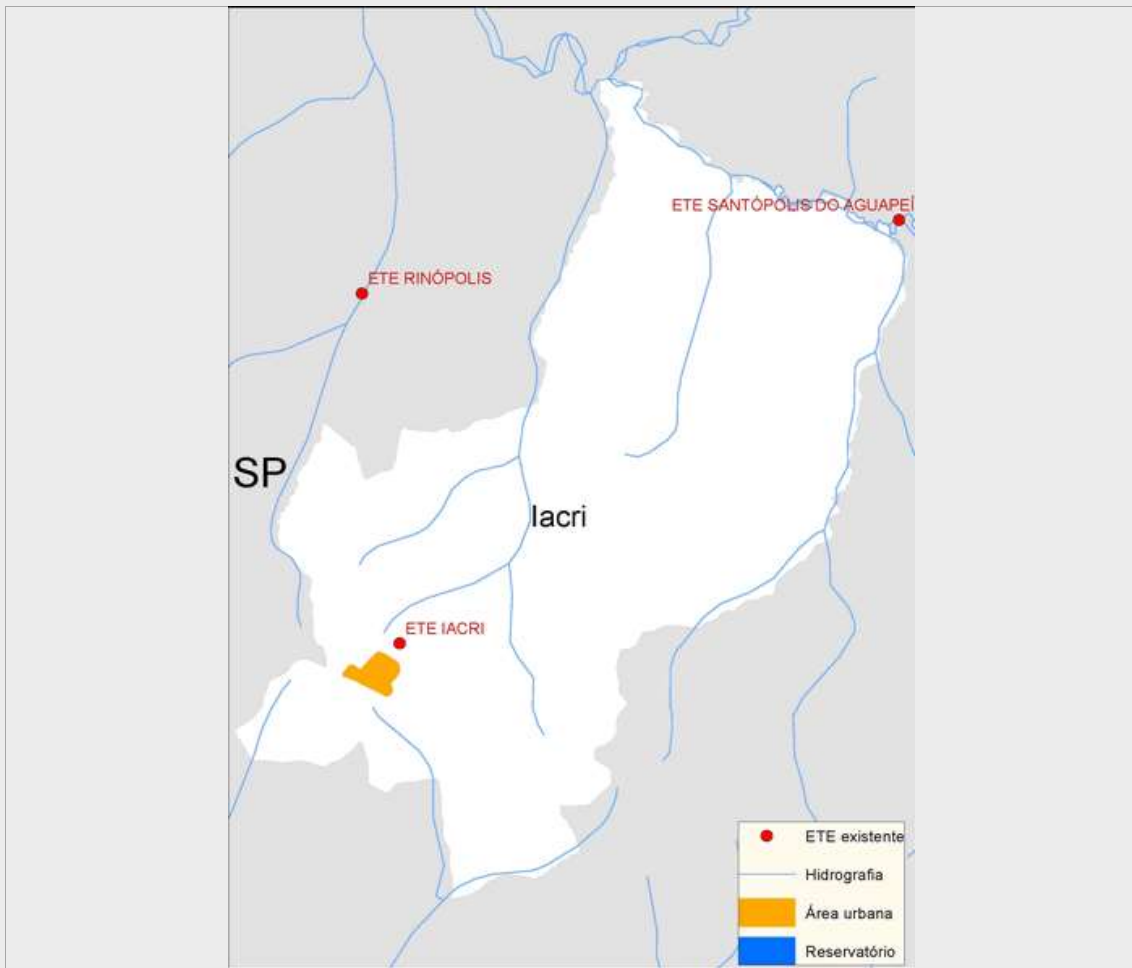 ETE SANTÓPOLIS DO AGUAPEÍ
ETE RINÓPOLIS
SP
Iacri
ETE IACRI
ETE existente
Hidrografia
Área urbana
Reservatório